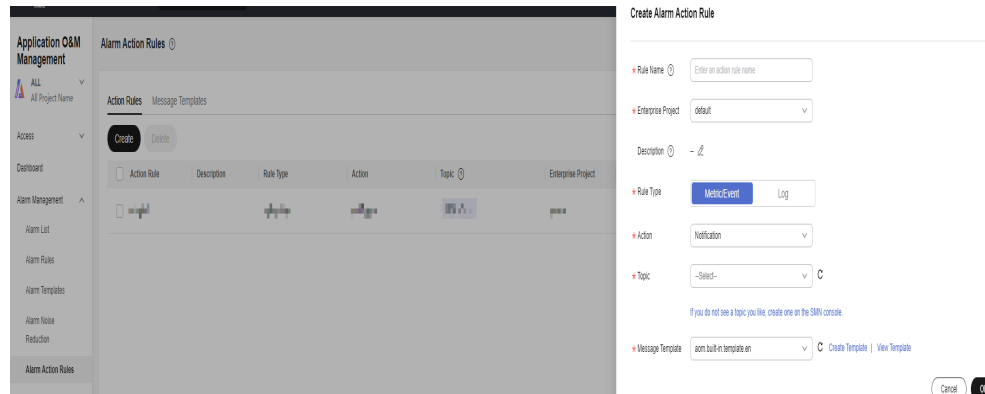 Application O&M
Management
ALL
All Project Name
Access
Dashboard
Alarm Management
Alarm List
Alarm Rules
Alarm Templates
Alarm Noise
Reduction
Alarm Action Rules
Alarm Action Rules
Action Rules Message Templates
Create Delete
Action Rule Description Rule Type Action Topic Enterprise Project
Create Alarm Action Rule
* Rule Name Enter an action rule name
* Enterprise Project default
Description –
* Rule Type Metric/Event Log
* Action Notification
* Topic --Select--
If you do not see a topic you like, create one on the SMN console.
* Message Template aom.built-in.template.en Create Template | View Template
Cancel